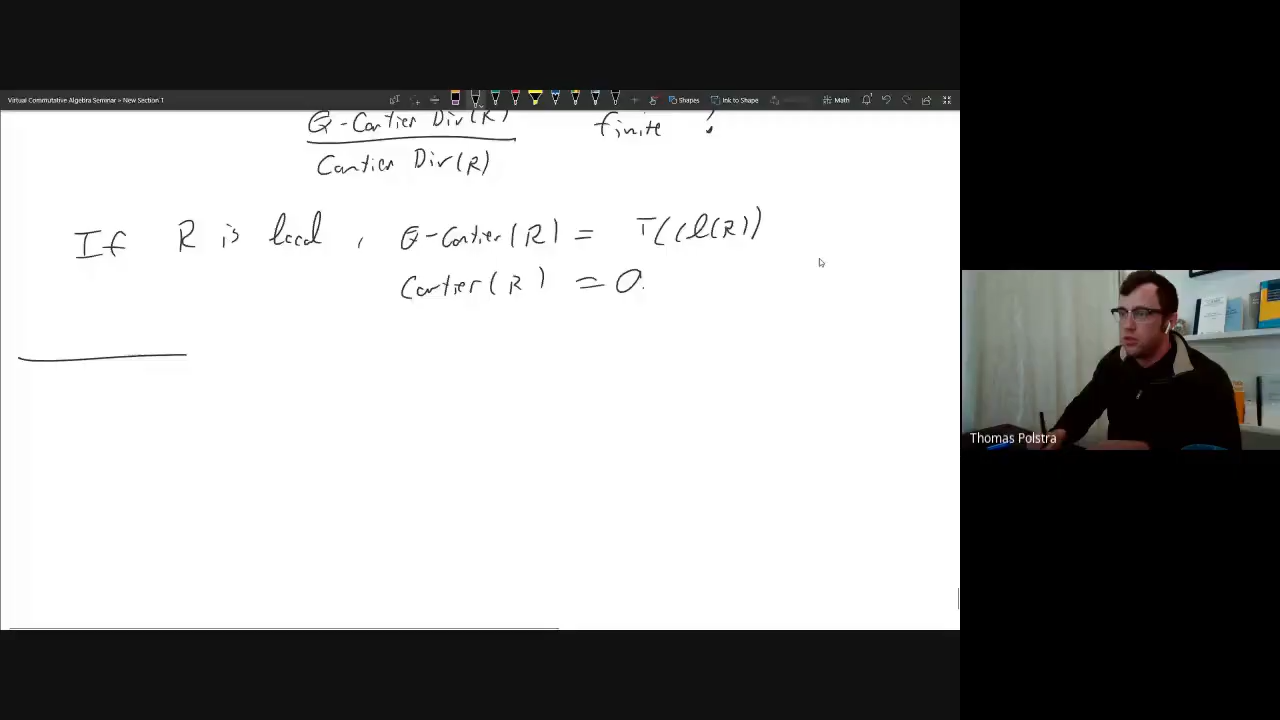 Virtual Commutative Algebra Seminar > New Section 1
Shapes
Ink to Shape
Math
Q-Cartier Div(R)
Cartier Div(R)
finite ?
If R is local , Q-Cartier(R) = T(Cl(R))
Cartier(R) = 0.
Thomas Polstra